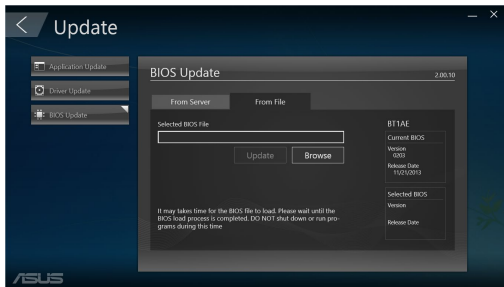 Update
Application Update
Driver Update
BIOS Update
BIOS Update
2.00.10
From Server
From File
Selected BIOS File
Update
Browse
It may takes time for the BIOS file to load. Please wait until the
BIOS load process is completed. DO NOT shut down or run pro-
grams during this time
BT1AE
Current BIOS
Version
0203
Release Date
11/21/2013
Selected BIOS
Version
Release Date
ASUS